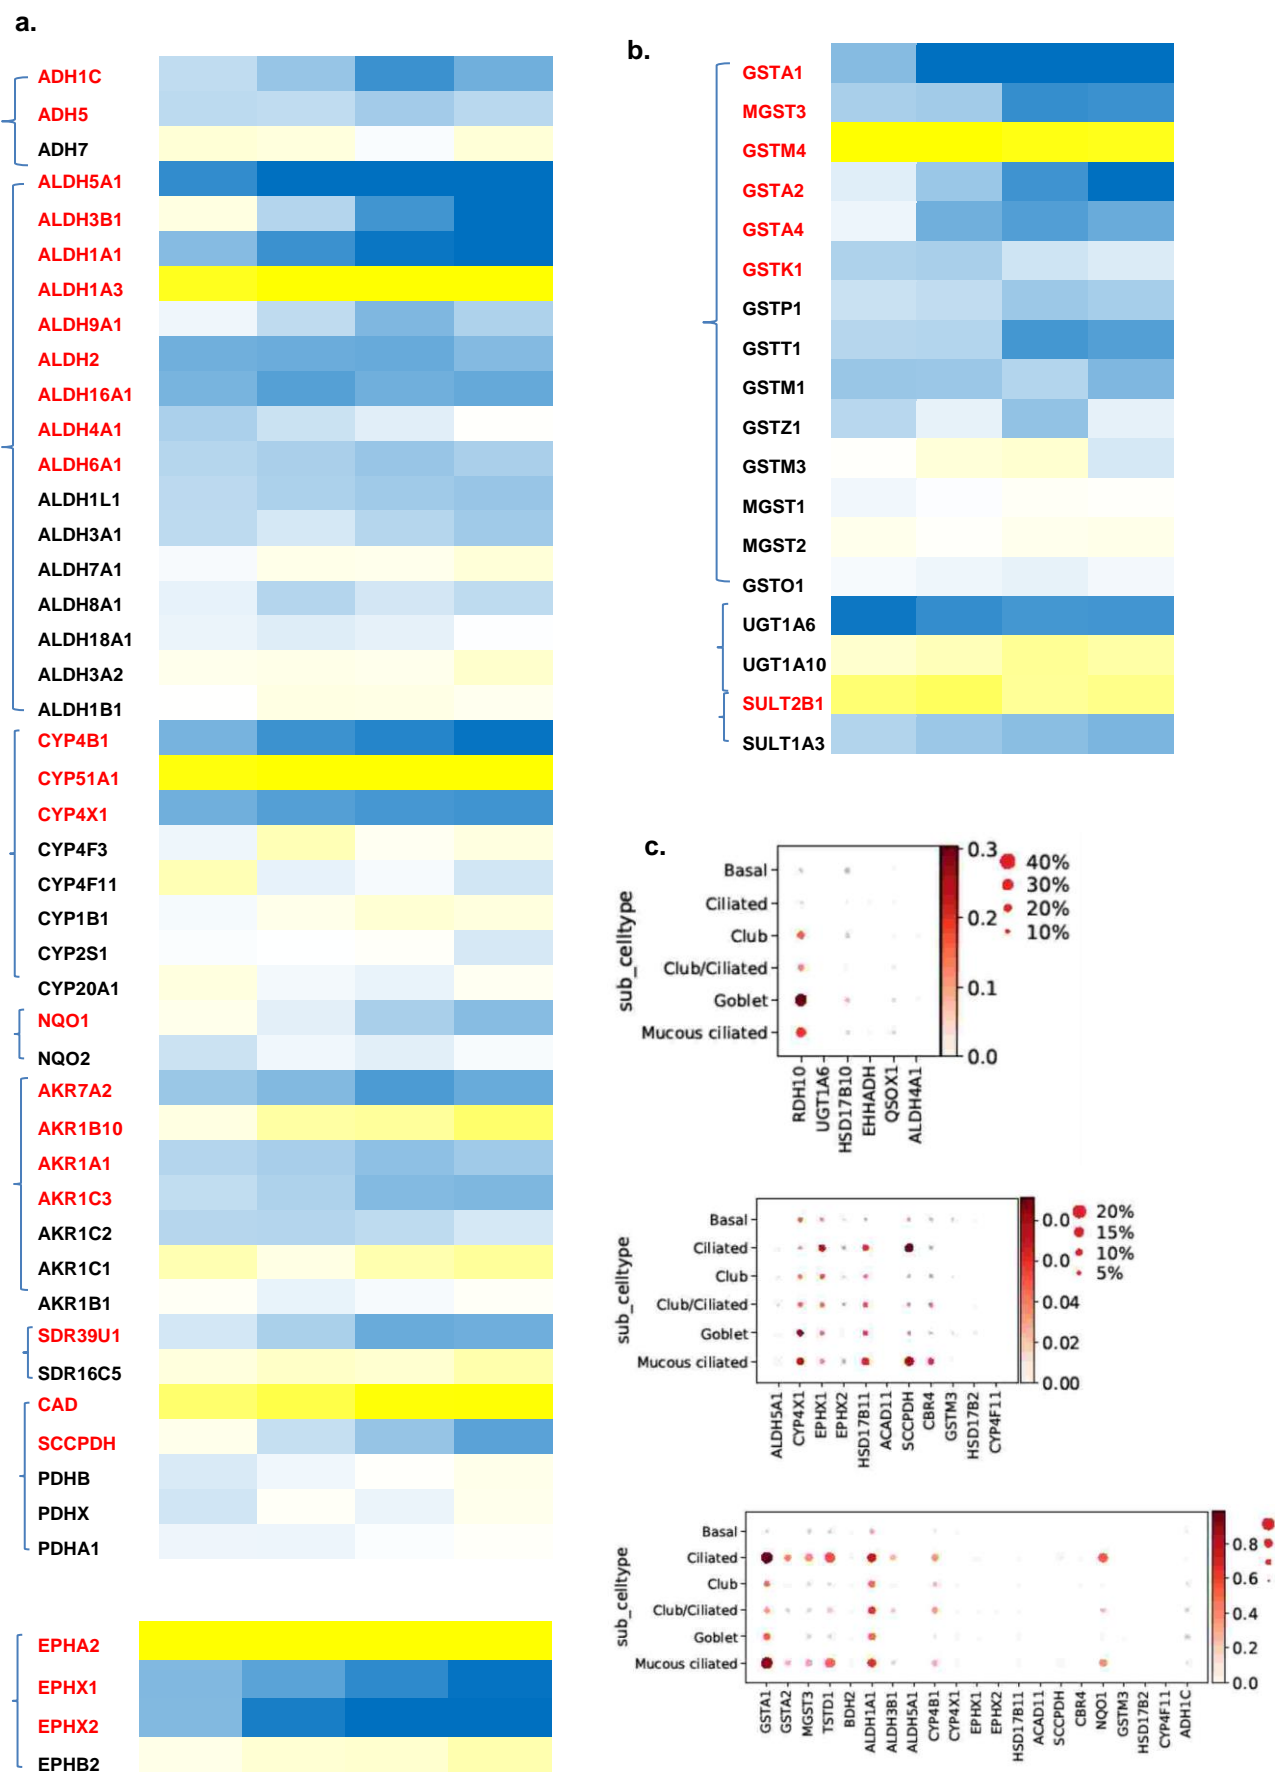 a.
ADH1C
ADH5
ADH7
ALDH5A1
ALDH3B1
ALDH1A1
ALDH1A3
ALDH9A1
ALDH2
ALDH16A1
ALDH4A1
ALDH6A1
ALDH1L1
ALDH3A1
ALDH7A1
ALDH8A1
ALDH18A1
ALDH3A2
ALDH1B1
CYP4B1
CYP51A1
CYP4X1
CYP4F3
CYP4F11
CYP1B1
CYP2S1
CYP20A1
NQO1
NQO2
AKR7A2
AKR1B10
AKR1A1
AKR1C3
AKR1C2
AKR1C1
AKR1B1
SDR39U1
SDR16C5
CAD
SCCPDH
PDHB
PDHX
PDHA1
EPHA2
EPHX1
EPHX2
EPHB2
b.
GSTA1
MGST3
GSTM4
GSTA2
GSTA4
GSTK1
GSTP1
GSTT1
GSTM1
GSTZ1
GSTM3
MGST1
MGST2
GSTO1
UGT1A6
UGT1A10
SULT2B1
SULT1A3
c.
sub_celltype
Basal
Ciliated
Club
Club/Ciliated
Goblet
Mucous ciliated
RDH10
UGT1A6
HSD17B10
EHHADH
QSOX1
ALDH4A1
0.3
0.2
0.1
0.0
40%
30%
20%
10%
sub_celltype
Basal
Ciliated
Club
Club/Ciliated
Goblet
Mucous ciliated
ALDH5A1
CYP4X1
EPHX1
EPHX2
HSD17B11
ACAD11
SCCPDH
CBR4
GSTM3
HSD17B2
CYP4F11
0.0
0.0
0.04
0.02
0.00
20%
15%
10%
5%
sub_celltype
Basal
Ciliated
Club
Club/Ciliated
Goblet
Mucous ciliated
GSTA1
GSTA2
MGST3
TSTD1
BDH2
ALDH1A1
ALDH3B1
ALDH5A1
CYP4B1
CYP4X1
EPHX1
EPHX2
HSD17B11
ACAD11
SCCPDH
CBR4
NQO1
GSTM3
HSD17B2
CYP4F11
ADH1C
0.8
0.6
0.4
0.2
0.0